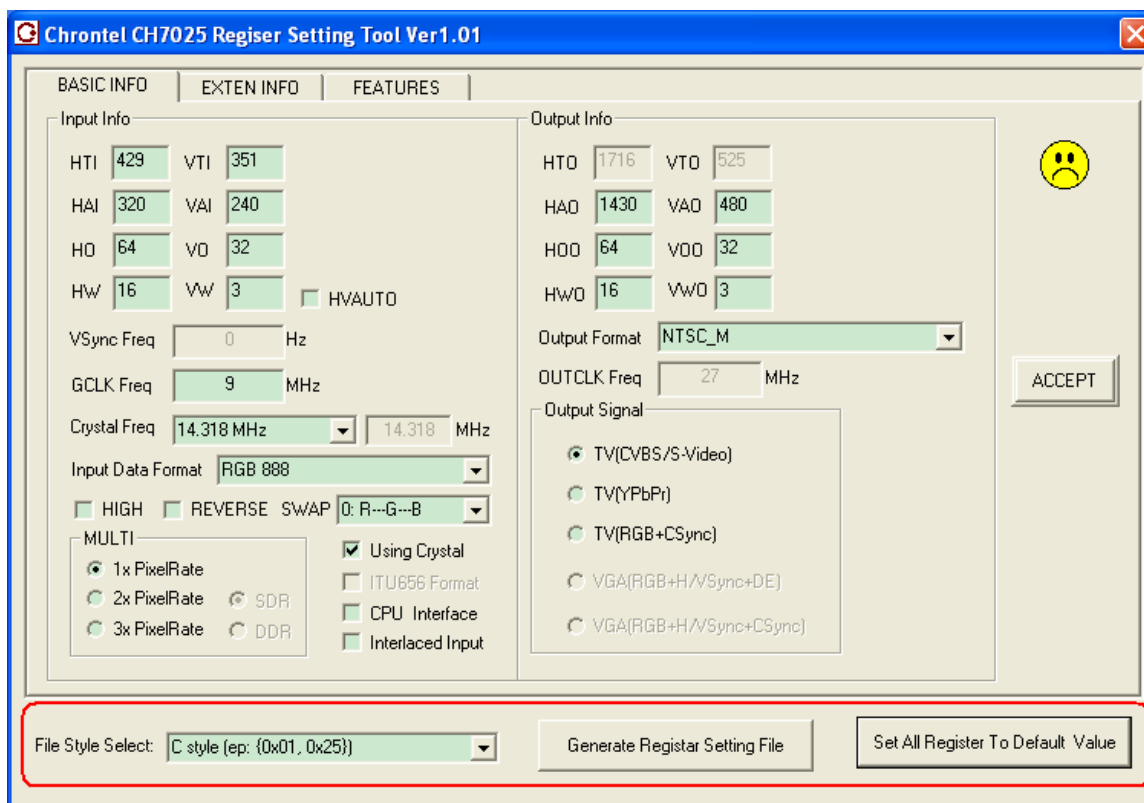 Chrontel CH7025 Regiser Setting Tool Ver1.01
BASIC INFO EXTEN INFO FEATURES
Input Info
HTI 429 VTI 351
HAI 320 VAI 240
HO 64 VO 32
HW 16 VW 3 HVAUTO
VSync Freq 0 Hz
GCLK Freq 9 MHz
Crystal Freq 14.318 MHz 14.318 MHz
Input Data Format RGB 888
HIGH REVERSE SWAP 0: R---G---B
MULTI
1x PixelRate
2x PixelRate SDR
3x PixelRate DDR
Using Crystal
ITU656 Format
CPU Interface
Interlaced Input
Output Info
HTO 1716 VTO 525
HAO 1430 VAO 480
HOO 64 VOO 32
HWO 16 VWO 3
Output Format NTSC_M
OUTCLK Freq 27 MHz
Output Signal
TV(CVBS/S-Video)
TV(YPbPr)
TV(RGB+CSync)
VGA(RGB+H/VSync+DE)
VGA(RGB+H/VSync+CSync)
ACCEPT
File Style Select: C style (ep: {0x01, 0x25}) Generate Registar Setting File Set All Register To Default Value